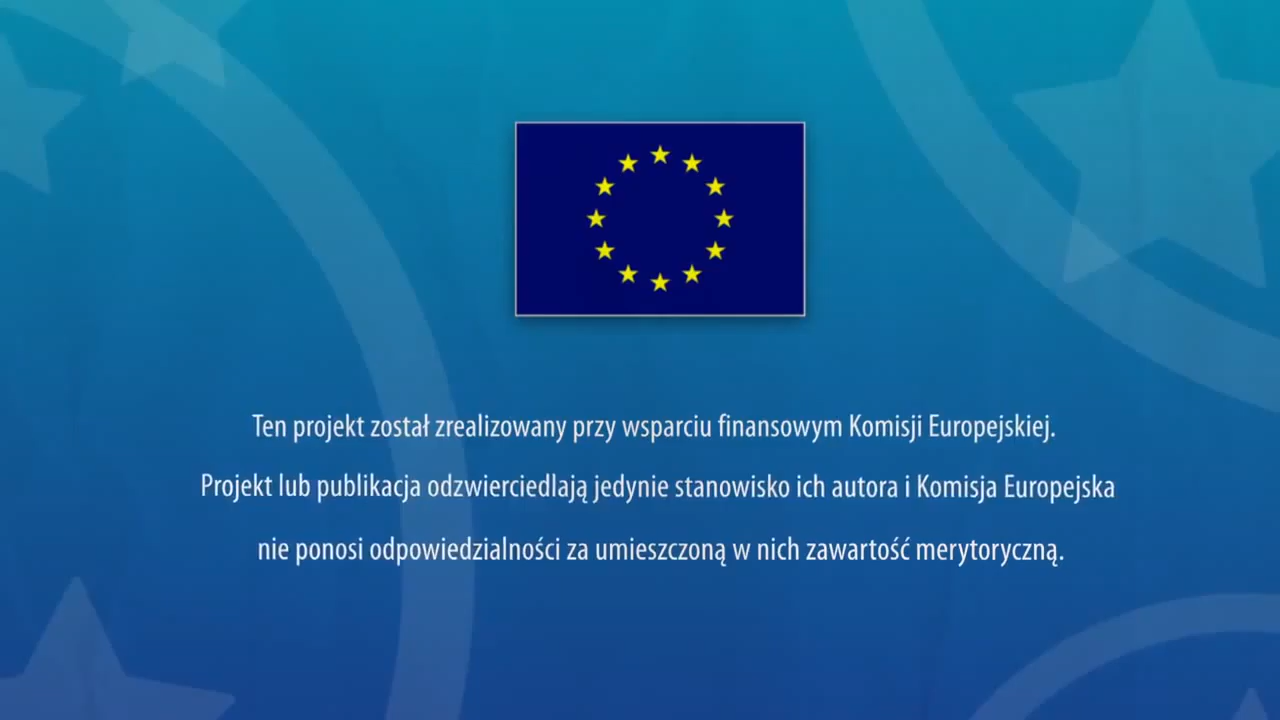 Ten projekt został zrealizowany przy wsparciu finansowym Komisji Europejskiej.
Projekt lub publikacja odzwierciedlają jedynie stanowisko ich autora i Komisja Europejska
nie ponosi odpowiedzialności za umieszczoną w nich zawartość merytoryczną.